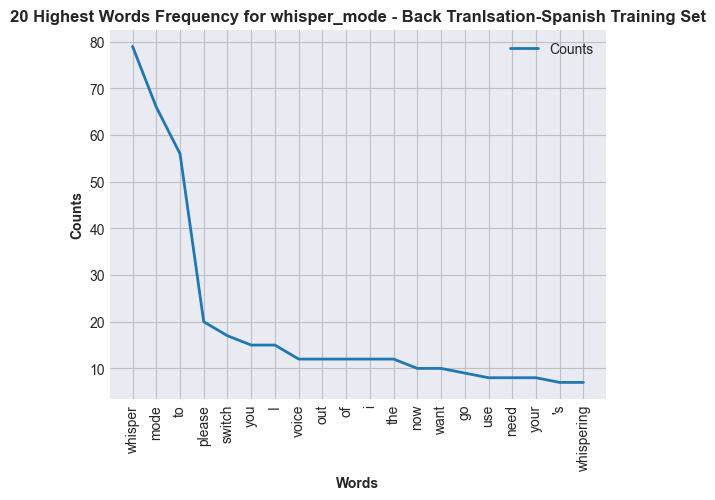 20 Highest Words Frequency for whisper_mode - Back Tranlsation-Spanish Training Set
Counts
80
70
60
50
40
30
20
10
Counts
whisper
mode
to
please
switch
you
I
voice
out
of
i
the
now
want
go
use
need
your
's
whispering
Words